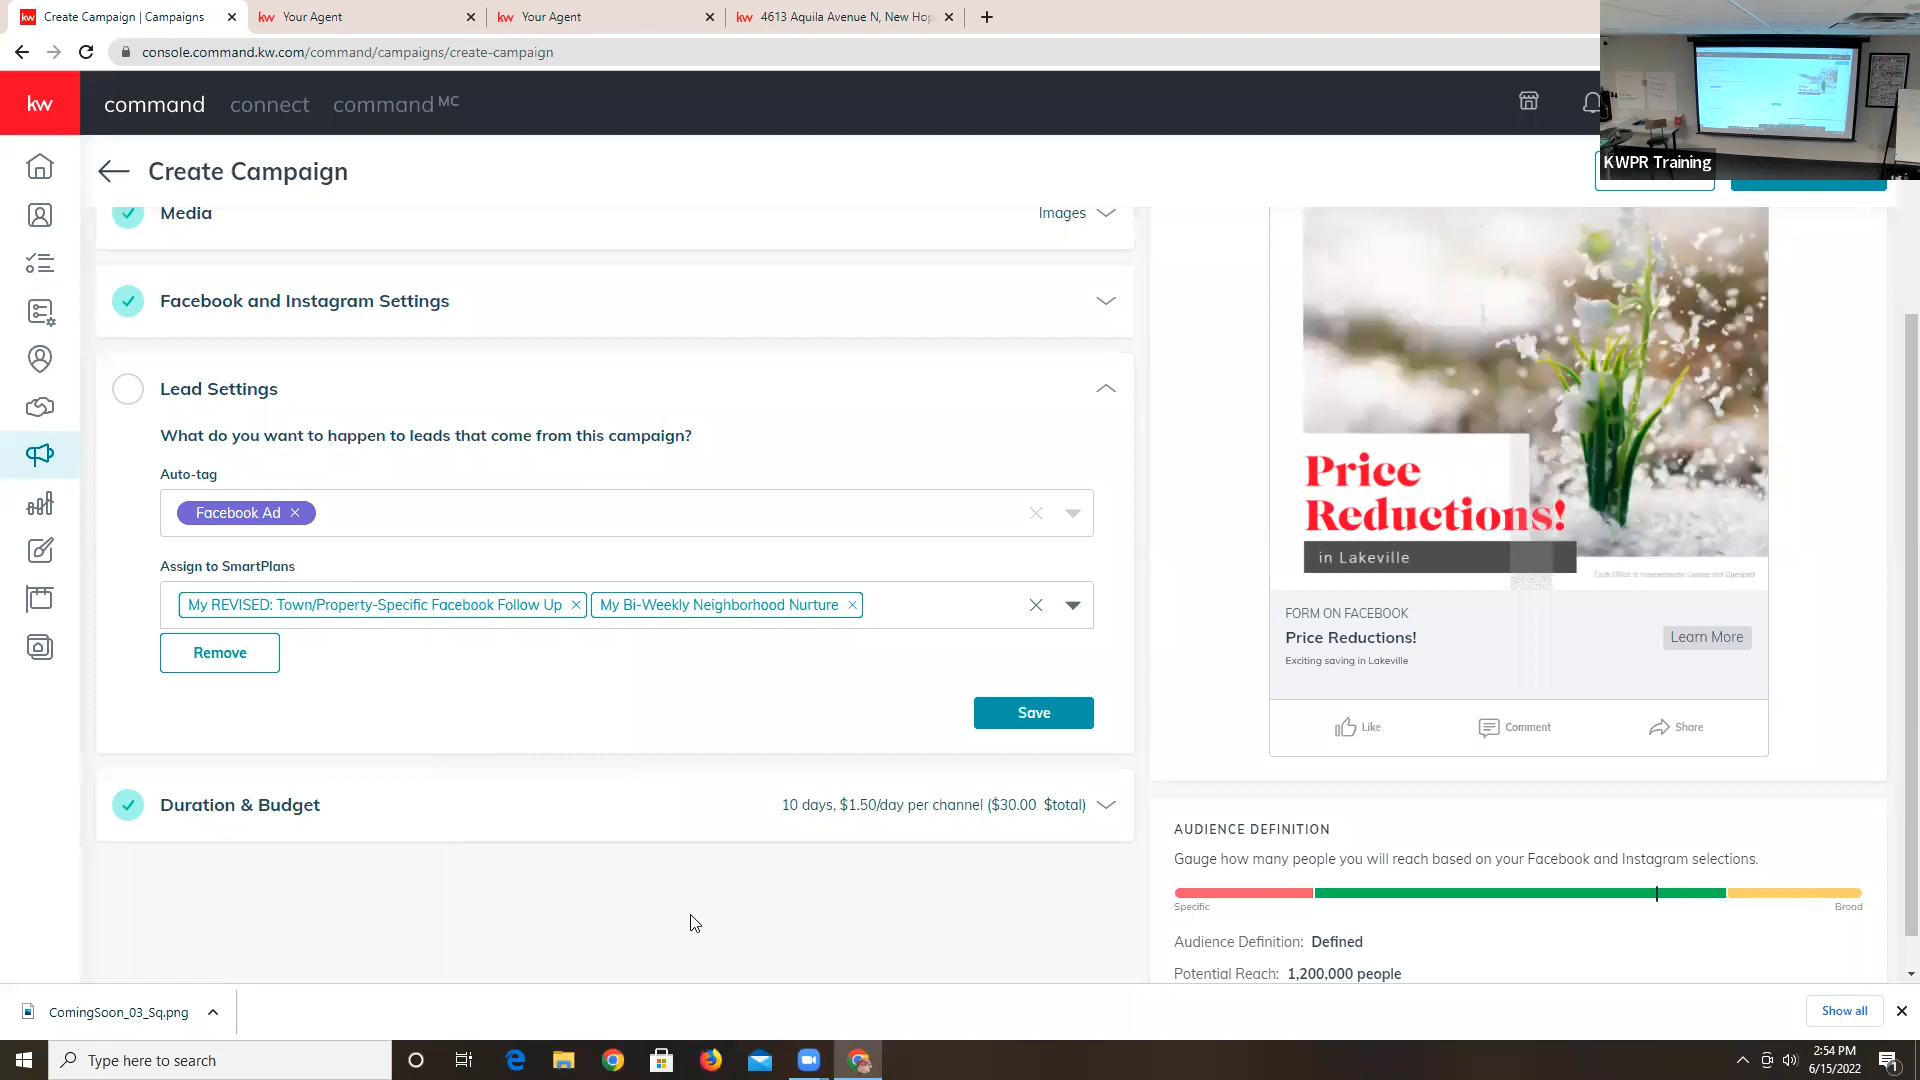 Create Campaign | Campaigns
kw Your Agent
kw Your Agent
kw 4613 Aquila Avenue N, New Hop
console.command.kw.com/command/campaigns/create-campaign
kw
command connect command MC
KWPR Training
Create Campaign
Media
Images
Facebook and Instagram Settings
Lead Settings
What do you want to happen to leads that come from this campaign?
Auto-tag
Facebook Ad
Assign to SmartPlans
My REVISED: Town/Property-Specific Facebook Follow Up
My Bi-Weekly Neighborhood Nurture
Remove
Save
Duration & Budget
10 days, $1.50/day per channel ($30.00 $total)
Price
Reductions!
in Lakeville
FORM ON FACEBOOK
Price Reductions!
Learn More
Exciting saving in Lakeville
Like
Comment
Share
AUDIENCE DEFINITION
Gauge how many people you will reach based on your Facebook and Instagram selections.
Specific
Broad
Audience Definition: Defined
Potential Reach: 1,200,000 people
ComingSoon_03_Sq.png
Show all
Type here to search
2:54 PM
6/15/2022
1